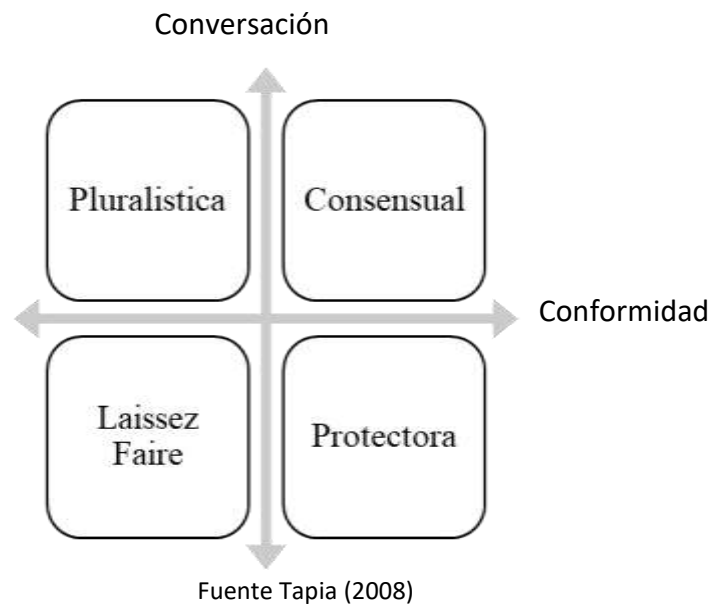 Conversación
Pluralistica
Consensual
Conformidad
Laissez
Faire
Protectora
Fuente Tapia (2008)